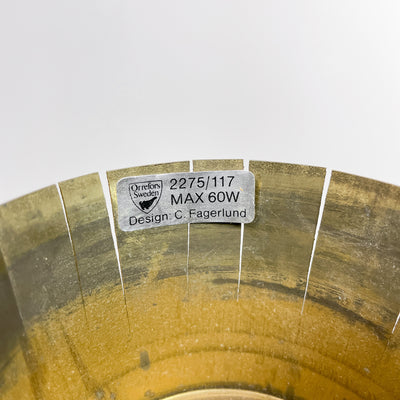 Orrefors
Sweden
2275/117
MAX 60W
Design: C. Fagerlund